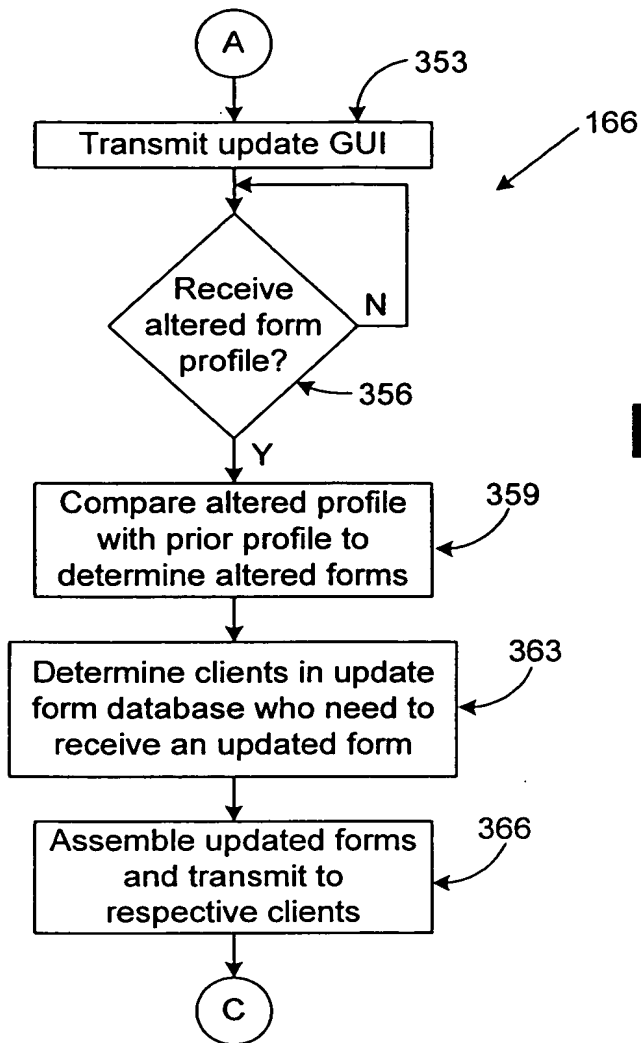 A
353
Transmit update GUI
166
Receive
altered form
profile?
N
356
Y
Compare altered profile
with prior profile to
determine altered forms
359
Determine clients in update
form database who need to
receive an updated form
363
Assemble updated forms
and transmit to
respective clients
366
C